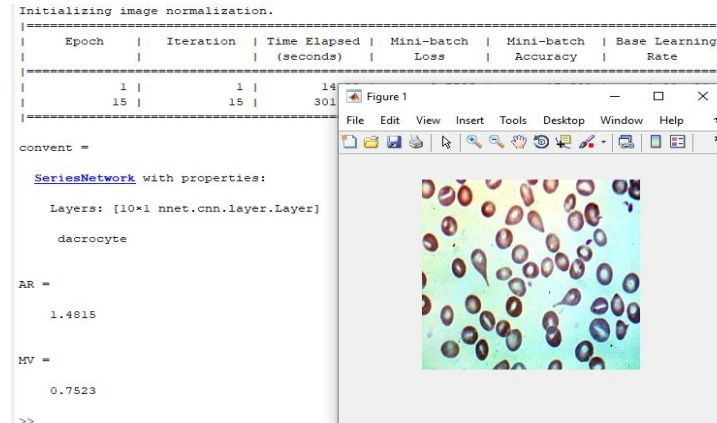 Initializing image normalization.
| Epoch | Iteration | Time Elapsed | Mini-batch | Mini-batch | Base Learning
| | | (seconds) | Loss | Accuracy | Rate
| 1 | 1 | 14
| 15 | 15 | 301
Figure 1
File Edit View Insert Tools Desktop Window Help
convent =
SeriesNetwork with properties:
Layers: [10×1 nnet.cnn.layer.Layer]
dacrocyte
AR =
1.4815
MV =
0.7523
>>